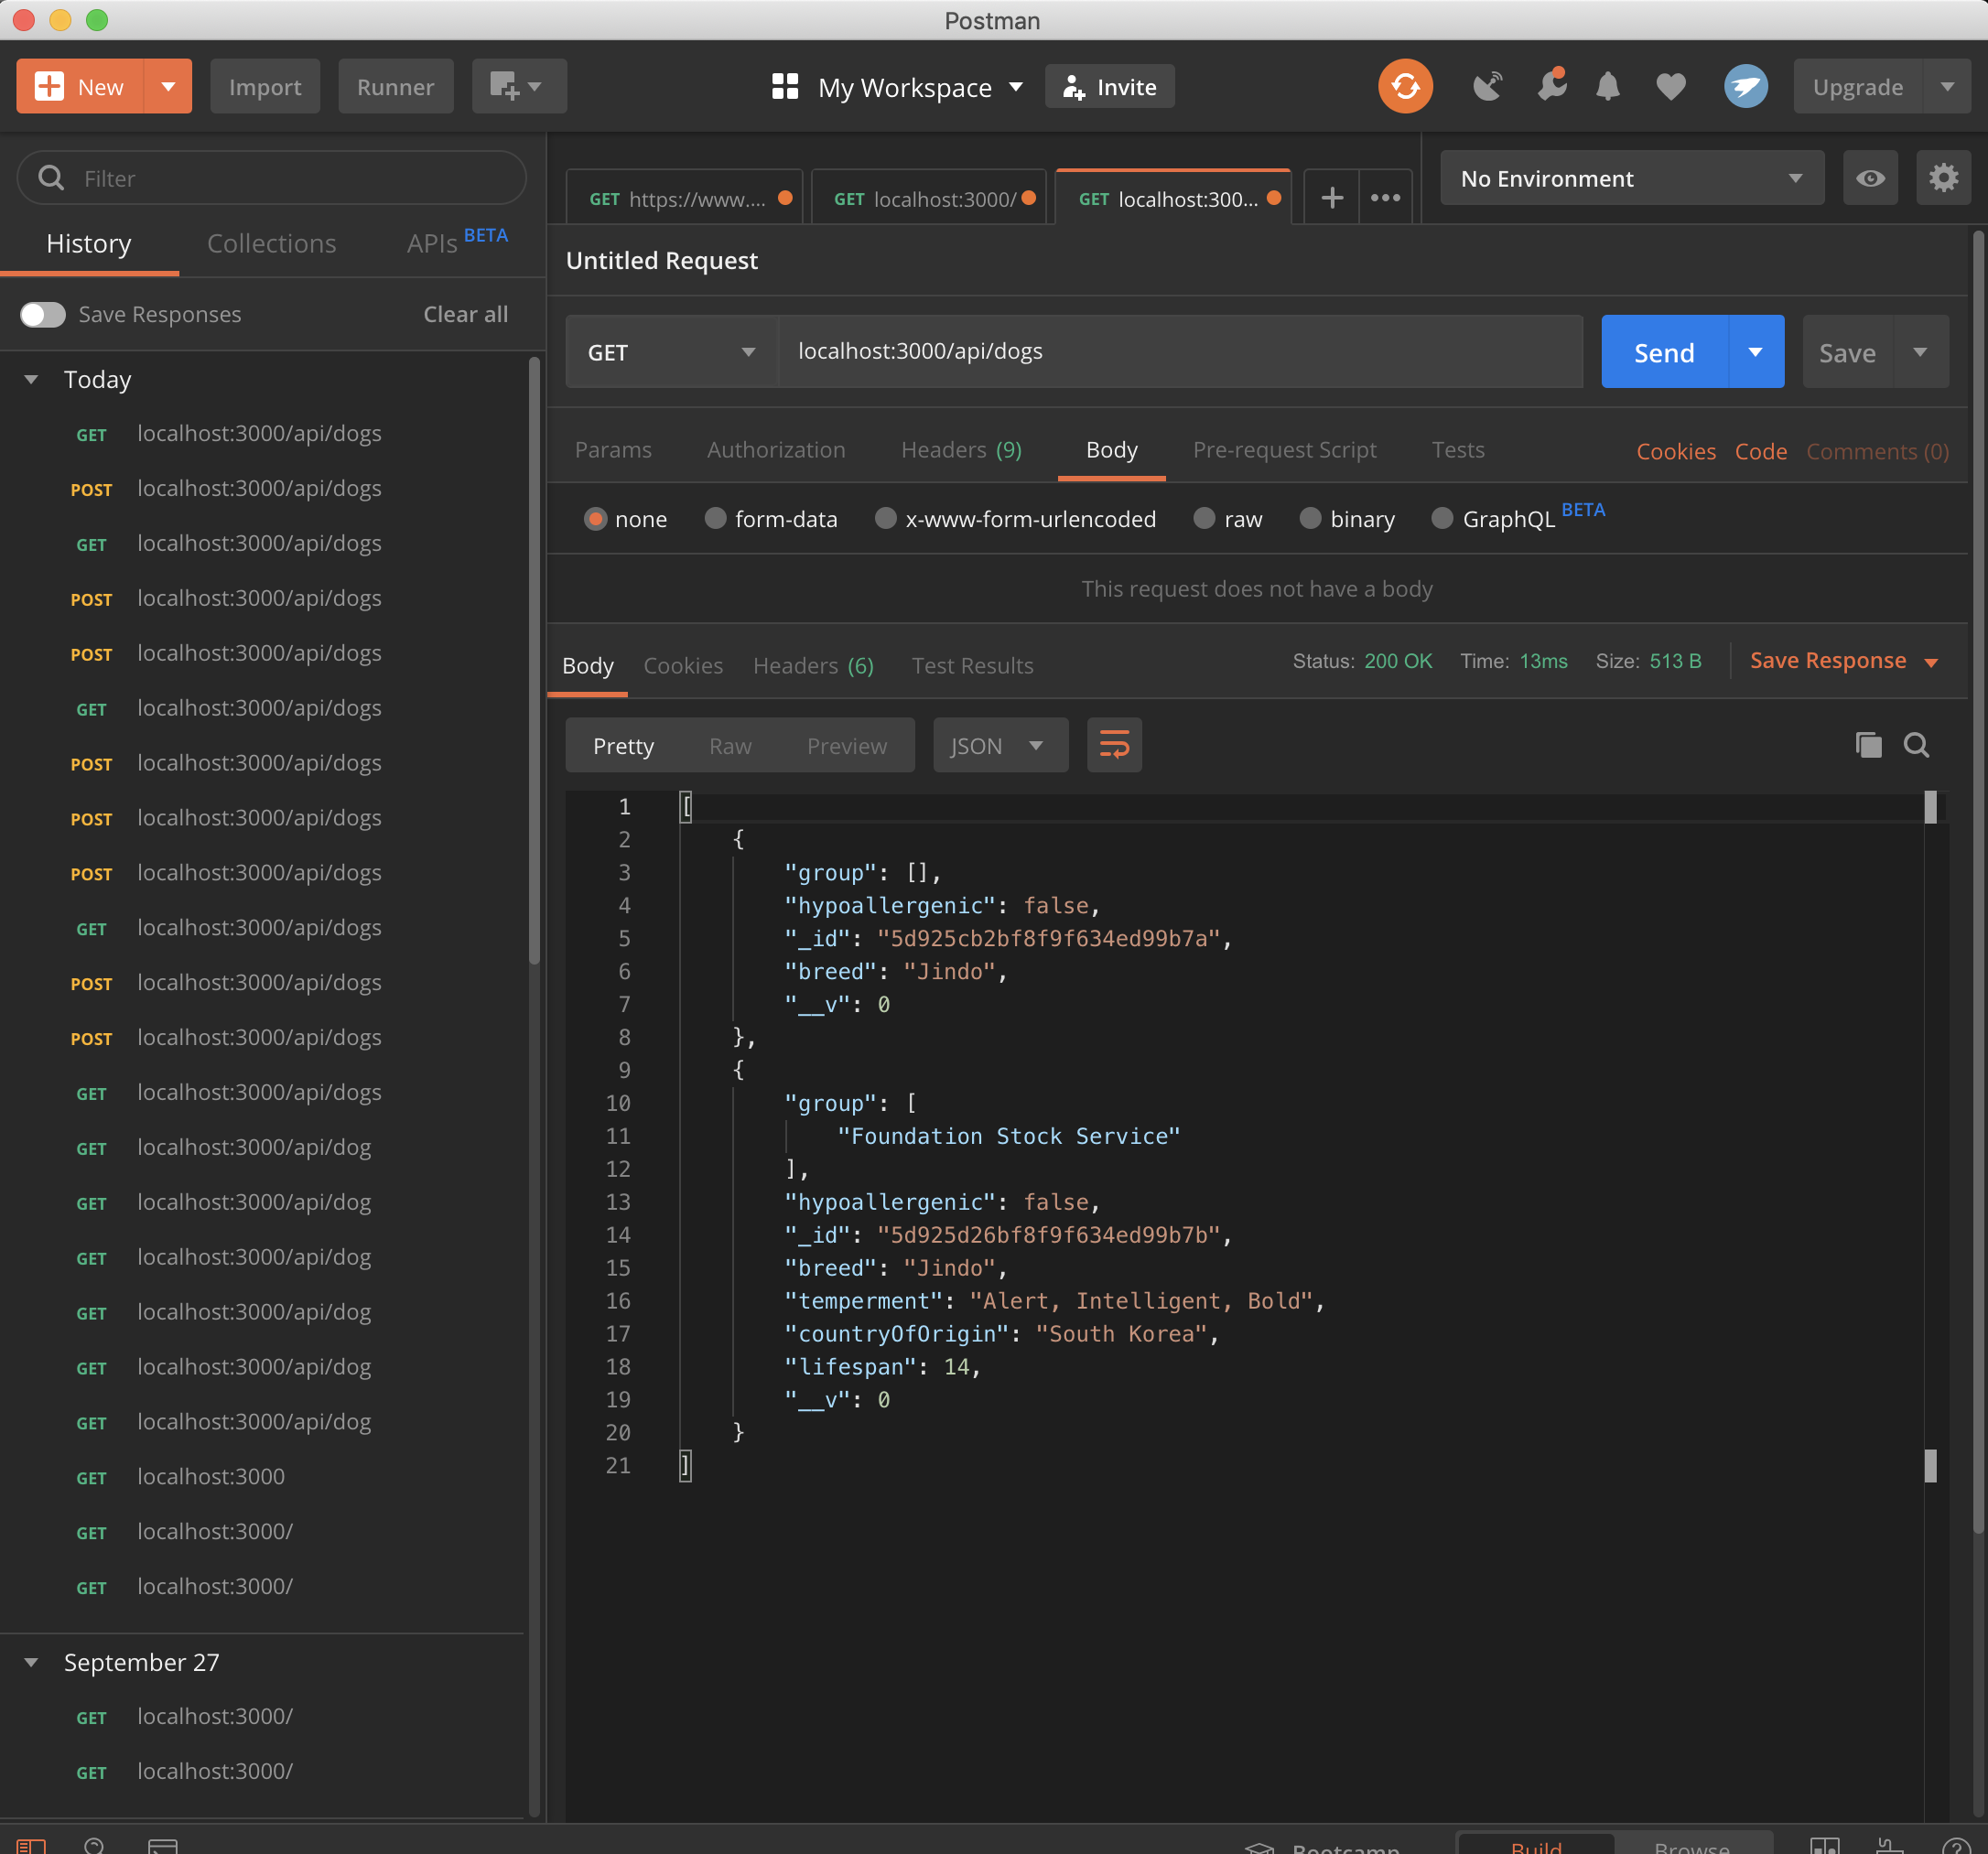 Postman
New
Import
Runner
My Workspace
Invite
Upgrade
Filter
History
Collections
APIs BETA
Save Responses
Clear all
Today
GET localhost:3000/api/dogs
POST localhost:3000/api/dogs
GET localhost:3000/api/dogs
POST localhost:3000/api/dogs
POST localhost:3000/api/dogs
GET localhost:3000/api/dogs
POST localhost:3000/api/dogs
POST localhost:3000/api/dogs
POST localhost:3000/api/dogs
GET localhost:3000/api/dogs
POST localhost:3000/api/dogs
POST localhost:3000/api/dogs
GET localhost:3000/api/dogs
GET localhost:3000/api/dog
GET localhost:3000/api/dog
GET localhost:3000/api/dog
GET localhost:3000/api/dog
GET localhost:3000/api/dog
GET localhost:3000/api/dog
GET localhost:3000
GET localhost:3000/
GET localhost:3000/
September 27
GET localhost:3000/
GET localhost:3000/
GET https://www....
GET localhost:3000/
GET localhost:300...
No Environment
Untitled Request
GET
localhost:3000/api/dogs
Send
Save
Params
Authorization
Headers (9)
Body
Pre-request Script
Tests
Cookies
Code
Comments (0)
none
form-data
x-www-form-urlencoded
raw
binary
GraphQL BETA
This request does not have a body
Body
Cookies
Headers (6)
Test Results
Status: 200 OK
Time: 13ms
Size: 513 B
Save Response
Pretty
Raw
Preview
JSON
1 [
2 {
3 "group": [],
4 "hypoallergenic": false,
5 "_id": "5d925cb2bf8f9f634ed99b7a",
6 "breed": "Jindo",
7 "__v": 0
8 },
9 {
10 "group": [
11 "Foundation Stock Service"
12 ],
13 "hypoallergenic": false,
14 "_id": "5d925d26bf8f9f634ed99b7b",
15 "breed": "Jindo",
16 "temperment": "Alert, Intelligent, Bold",
17 "countryOfOrigin": "South Korea",
18 "lifespan": 14,
19 "__v": 0
20 }
21 ]
Bootcamp
Build
Browse